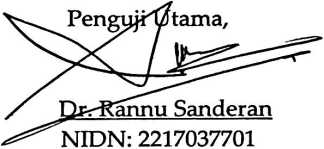 Penguji Utama,
Dr. Rannu Sanderan
NIDN: 2217037701